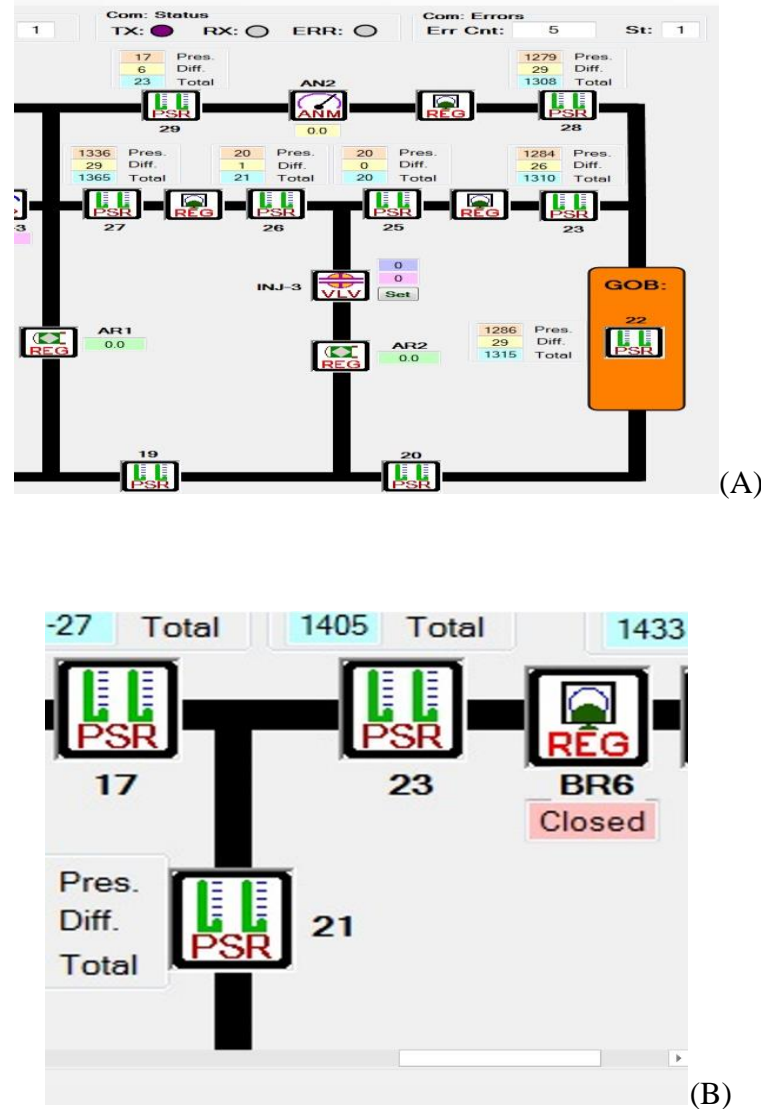 Com: Status
Com: Errors
1 TX: RX: ERR: Err Cnt: 5 St: 1
17 Pres. 1279 Pres.
6 Diff. 29 Diff.
23 Total AN2 1308 Total
PSR ANM REG PSR
29 0.0 28
1336 Pres. 20 Pres. 20 Pres. 1284 Pres.
29 Diff. 1 Diff. 0 Diff. 26 Diff.
1365 Total 21 Total 20 Total 1310 Total
PSR REG PSR PSR REG PSR
-3 27 26 25 23
0
INJ-3 VLV 0 GOB:
Set
22
AR1 1286 Pres. PSR
REG 0.0 AR2 29 Diff.
REG 0.0 1315 Total
19 20
PSR PSR
(A)
-27 Total 1405 Total 1433
PSR PSR REG
17 23 BR6
Closed
Pres.
Diff. PSR 21
Total
(B)